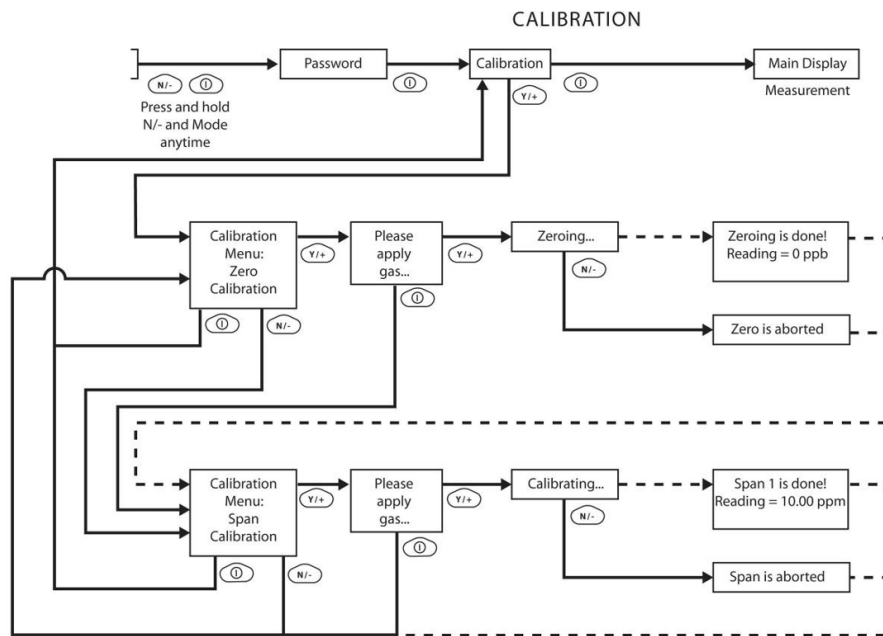 CALIBRATION
Password
Calibration
Main Display
N/-
Y/+
Measurement
Press and hold
N/- and Mode
anytime
Calibration
Menu:
Zero
Calibration
Y/+
Please
apply
gas...
Y/+
Zeroing...
N/-
Zeroing is done!
Reading = 0 ppb
N/-
Zero is aborted
Calibration
Menu:
Span
Calibration
Y/+
Please
apply
gas...
Y/+
Calibrating...
N/-
Span 1 is done!
Reading = 10.00 ppm
N/-
Span is aborted